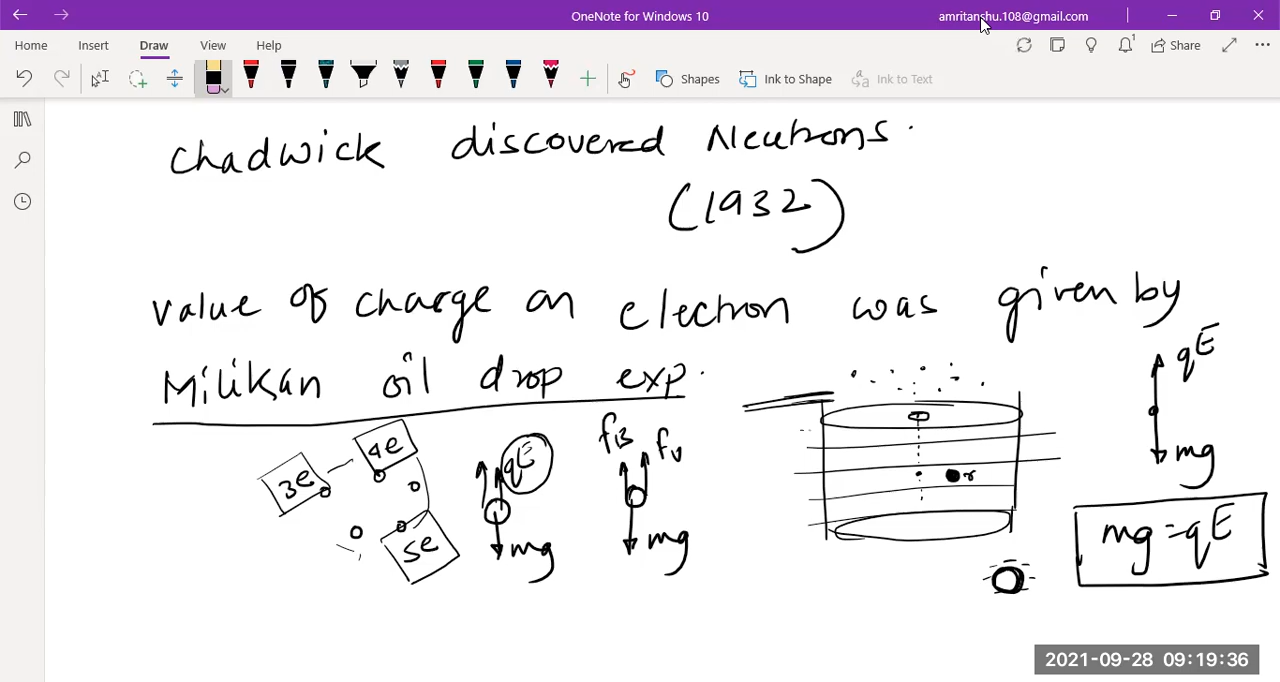 OneNote for Windows 10
amritanshu.108@gmail.com
Home Insert Draw View Help
Share
Shapes Ink to Shape Ink to Text
Chadwick discovered Neutrons.
(1932)
value of charge on electron was given by
Milikan oil drop exp.
qE
mg
3e 4e 5e
qE
mg
fB fv
mg
r
mg = qE
2021-09-28 09:19:36